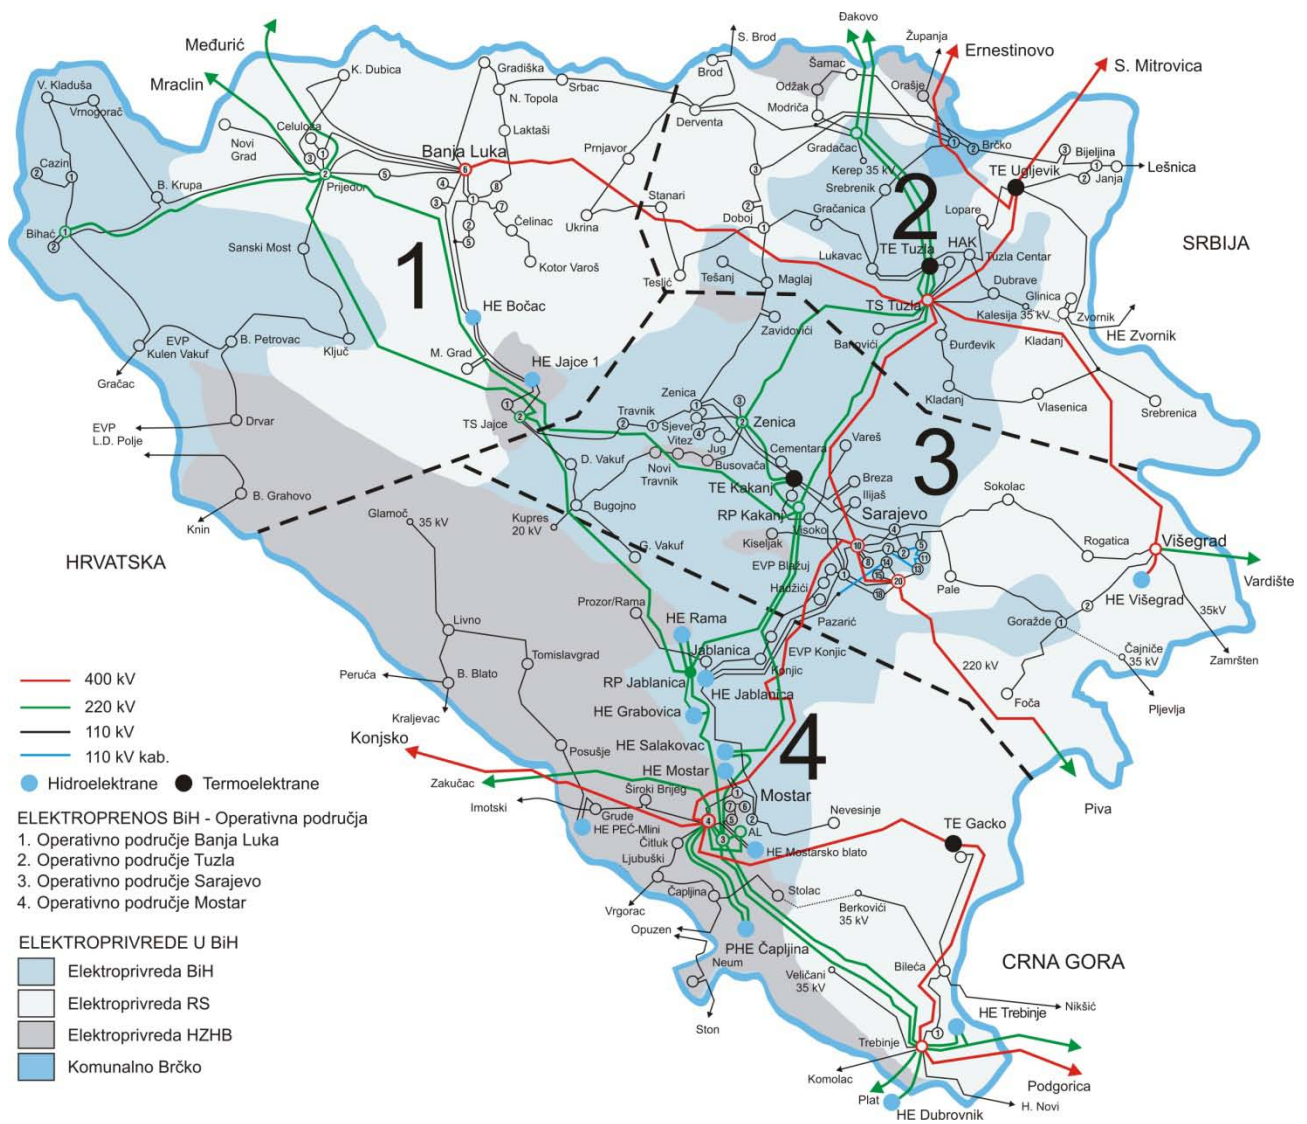 Đakovo
Međurić
S. Brod
Županja
Ernestinovo
S. Mitrovica
Mraclin
K. Dubica
Gradiška
Brod
Šamac
Odžak
Orašje
V. Kladuša
Vrnogorač
N. Topola
Srbac
Modriča
Derventa
Celuloza
Laktaši
Novi
Grad
Banja Luka
Prnjavor
Gradačac
Brčko
Bijeljina
Lešnica
Cazin
Prijedor
Kerep 35 kV
TE Ugljevik
Janja
B. Krupa
Srebrenik
Stanari
2
Gračanica
Lopare
Bihać
Čelinac
Ukrina
Doboj
Sanski Most
1
TE Tuzla
HAK
SRBIJA
Kotor Varoš
Lukavac
Tuzla Centar
Teslić
Tešanj
Maglaj
Dubrave
HE Bočac
TS Tuzla
Glinica
Kalesija 35 kV
Zvornik
Zavidovići
Banovići
Đurđevik
Kladanj
HE Zvornik
EVP
Kulen Vakuf
B. Petrovac
Ključ
M. Grad
HE Jajce 1
Gračac
Kladanj
Vlasenica
Srebrenica
Zenica
Travnik
Zenica
TS Jajce
Sjever
Drvar
EVP
L.D. Polje
Vitez
Jug
Cementara
Vareš
3
D. Vakuf
Novi
Travnik
Busovača
Breza
TE Kakanj
Ilijaš
B. Grahovo
Sokolac
Bugojno
RP Kakanj
Sarajevo
Knin
Glamoč
35 kV
Kupres
20 kV
Visoko
Kiseljak
Višegrad
G. Vakuf
Rogatica
HRVATSKA
EVP Blažuj
Vardište
Hadžići
Pale
HE Višegrad
Prozor/Rama
HE Rama
Pazarić
Goražde
35kV
Livno
Jablanica
EVP Konjic
Čajniče
35 kV
Zamršten
Tomislavgrad
Konjic
220 kV
400 kV
Peruća
B. Blato
RP Jablanica
HE Jablanica
Foča
Pljevlja
220 kV
Kraljevac
HE Grabovica
110 kV
Konjsko
Posušje
HE Salakovac
4
110 kV kab.
HE Mostar
Hidroelektrane
Termoelektrane
Zakučac
Mostar
Piva
Široki Brijeg
Imotski
Grude
Nevesinje
TE Gacko
ELEKTROPRENOS BiH - Operativna područja
HE PEĆ-Mlini
AL
1. Operativno područje Banja Luka
Čitluk
HE Mostarsko blato
2. Operativno područje Tuzla
Ljubuški
3. Operativno područje Sarajevo
Čapljina
Stolac
4. Operativno područje Mostar
Vrgorac
Berkovići
35 kV
Opuzen
ELEKTROPRIVREDE U BiH
PHE Čapljina
Neum
Bileća
CRNA GORA
Elektroprivreda BiH
Veličani
35 kV
Elektroprivreda RS
Nikšić
HE Trebinje
Ston
Elektroprivreda HZHB
Trebinje
Komunalno Brčko
Komolac
Podgorica
Plat
HE Dubrovnik
H. Novi